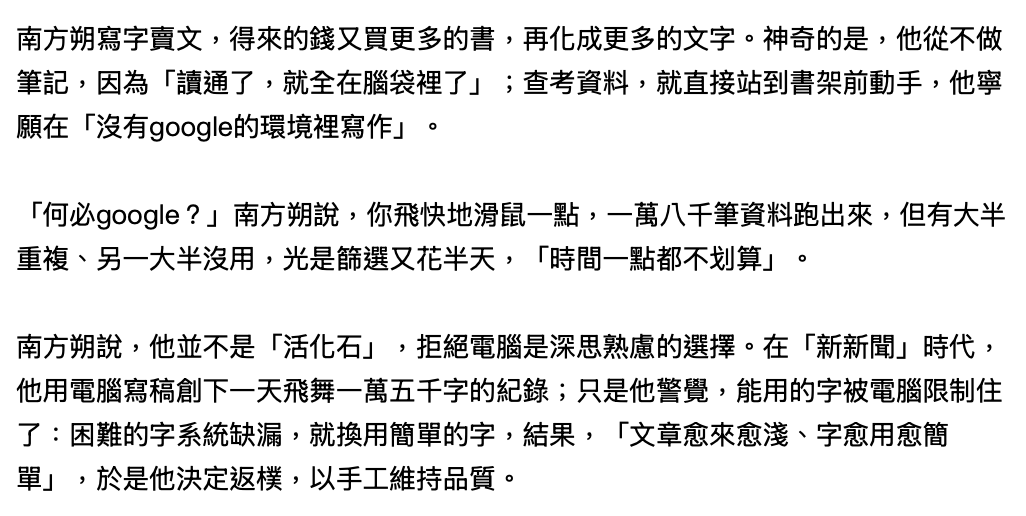 南方朔寫字賣文，得來的錢又買更多的書，再化成更多的文字。神奇的是，他從不做
筆記，因為「讀通了，就全在腦袋裡了」；查考資料，就直接站到書架前動手，他寧
願在「沒有google的環境裡寫作」。
「何必google？」南方朔說，你飛快地滑鼠一點，一萬八千筆資料跑出來，但有大半
重複、另一大半沒用，光是篩選又花半天，「時間一點都不划算」。
南方朔說，他並不是「活化石」，拒絕電腦是深思熟慮的選擇。在「新新聞」時代，
他用電腦寫稿創下一天飛舞一萬五千字的紀錄；只是他警覺，能用的字被電腦限制住
了：困難的字系統缺漏，就換用簡單的字，結果，「文章愈來愈淺、字愈用愈簡
單」，於是他決定返樸，以手工維持品質。